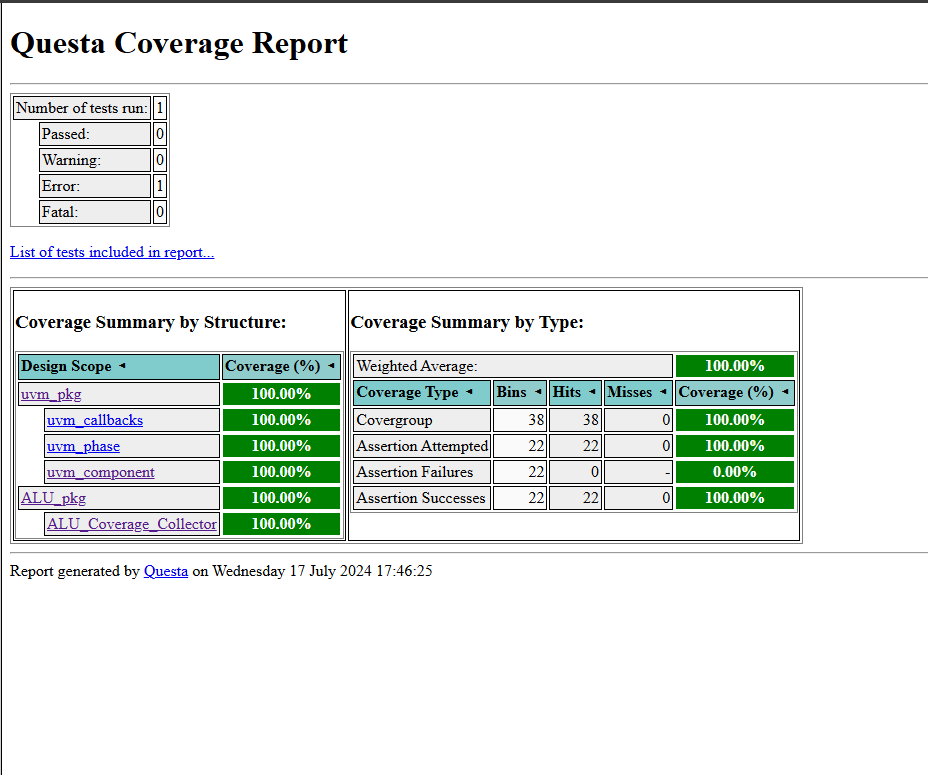 Questa Coverage Report
Number of tests run: 1
Passed: 0
Warning: 0
Error: 1
Fatal: 0
List of tests included in report...
Coverage Summary by Structure:
Design Scope ◄ Coverage (%) ◄
uvm_pkg 100.00%
uvm_callbacks 100.00%
uvm_phase 100.00%
uvm_component 100.00%
ALU_pkg 100.00%
ALU_Coverage_Collector 100.00%
Coverage Summary by Type:
Weighted Average: 100.00%
Coverage Type ◄ Bins ◄ Hits ◄ Misses ◄ Coverage (%) ◄
Covergroup 38 38 0 100.00%
Assertion Attempted 22 22 0 100.00%
Assertion Failures 22 0 - 0.00%
Assertion Successes 22 22 0 100.00%
Report generated by Questa on Wednesday 17 July 2024 17:46:25